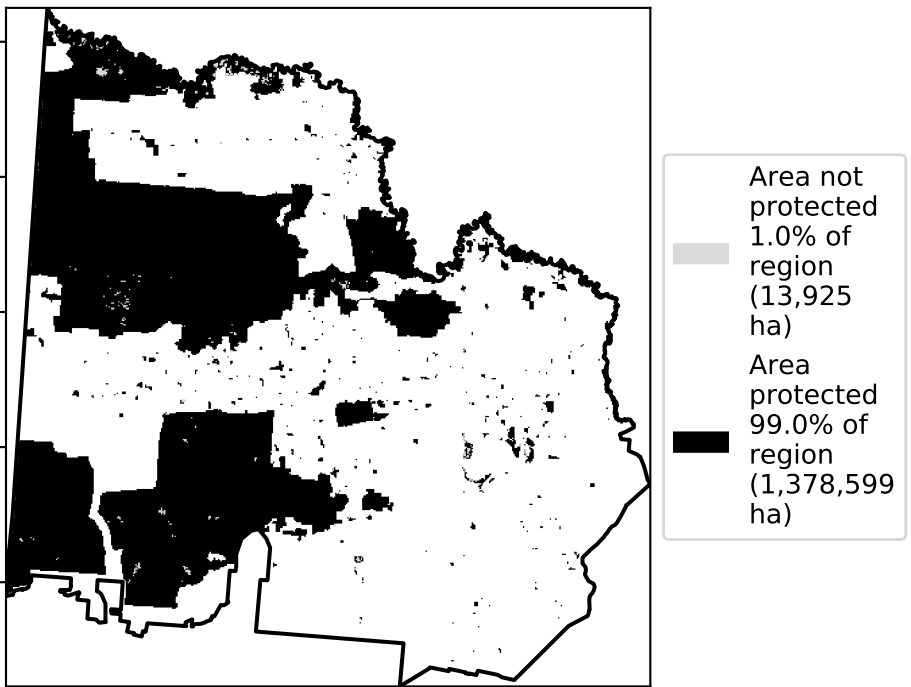 Area not
protected
1.0% of
region
(13,925
ha)
Area
protected
99.0% of
region
(1,378,599
ha)